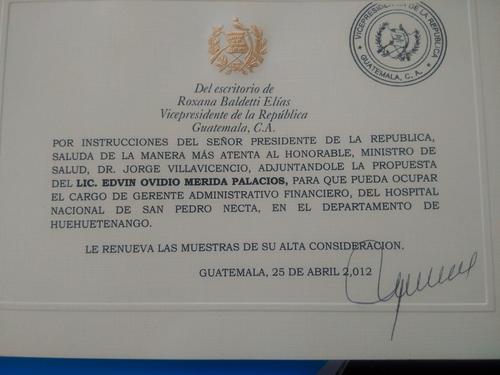 VICEPRESIDENCIA DE LA REPUBLICA
GUATEMALA, C. A.
Del escritorio de
Roxana Baldetti Elías
Vicepresidente de la República
Guatemala, C.A.
POR INSTRUCCIONES DEL SEÑOR PRESIDENTE DE LA REPUBLICA,
SALUDA DE LA MANERA MÁS ATENTA AL HONORABLE, MINISTRO DE
SALUD, DR. JORGE VILLAVICENCIO, ADJUNTANDOLE LA PROPUESTA
DEL LIC. EDVIN OVIDIO MERIDA PALACIOS, PARA QUE PUEDA OCUPAR
EL CARGO DE GERENTE ADMINISTRATIVO FINANCIERO, DEL HOSPITAL
NACIONAL DE SAN PEDRO NECTA, EN EL DEPARTAMENTO DE
HUEHUETENANGO.
LE RENUEVA LAS MUESTRAS DE SU ALTA CONSIDERACION.
GUATEMALA, 25 DE ABRIL 2,012